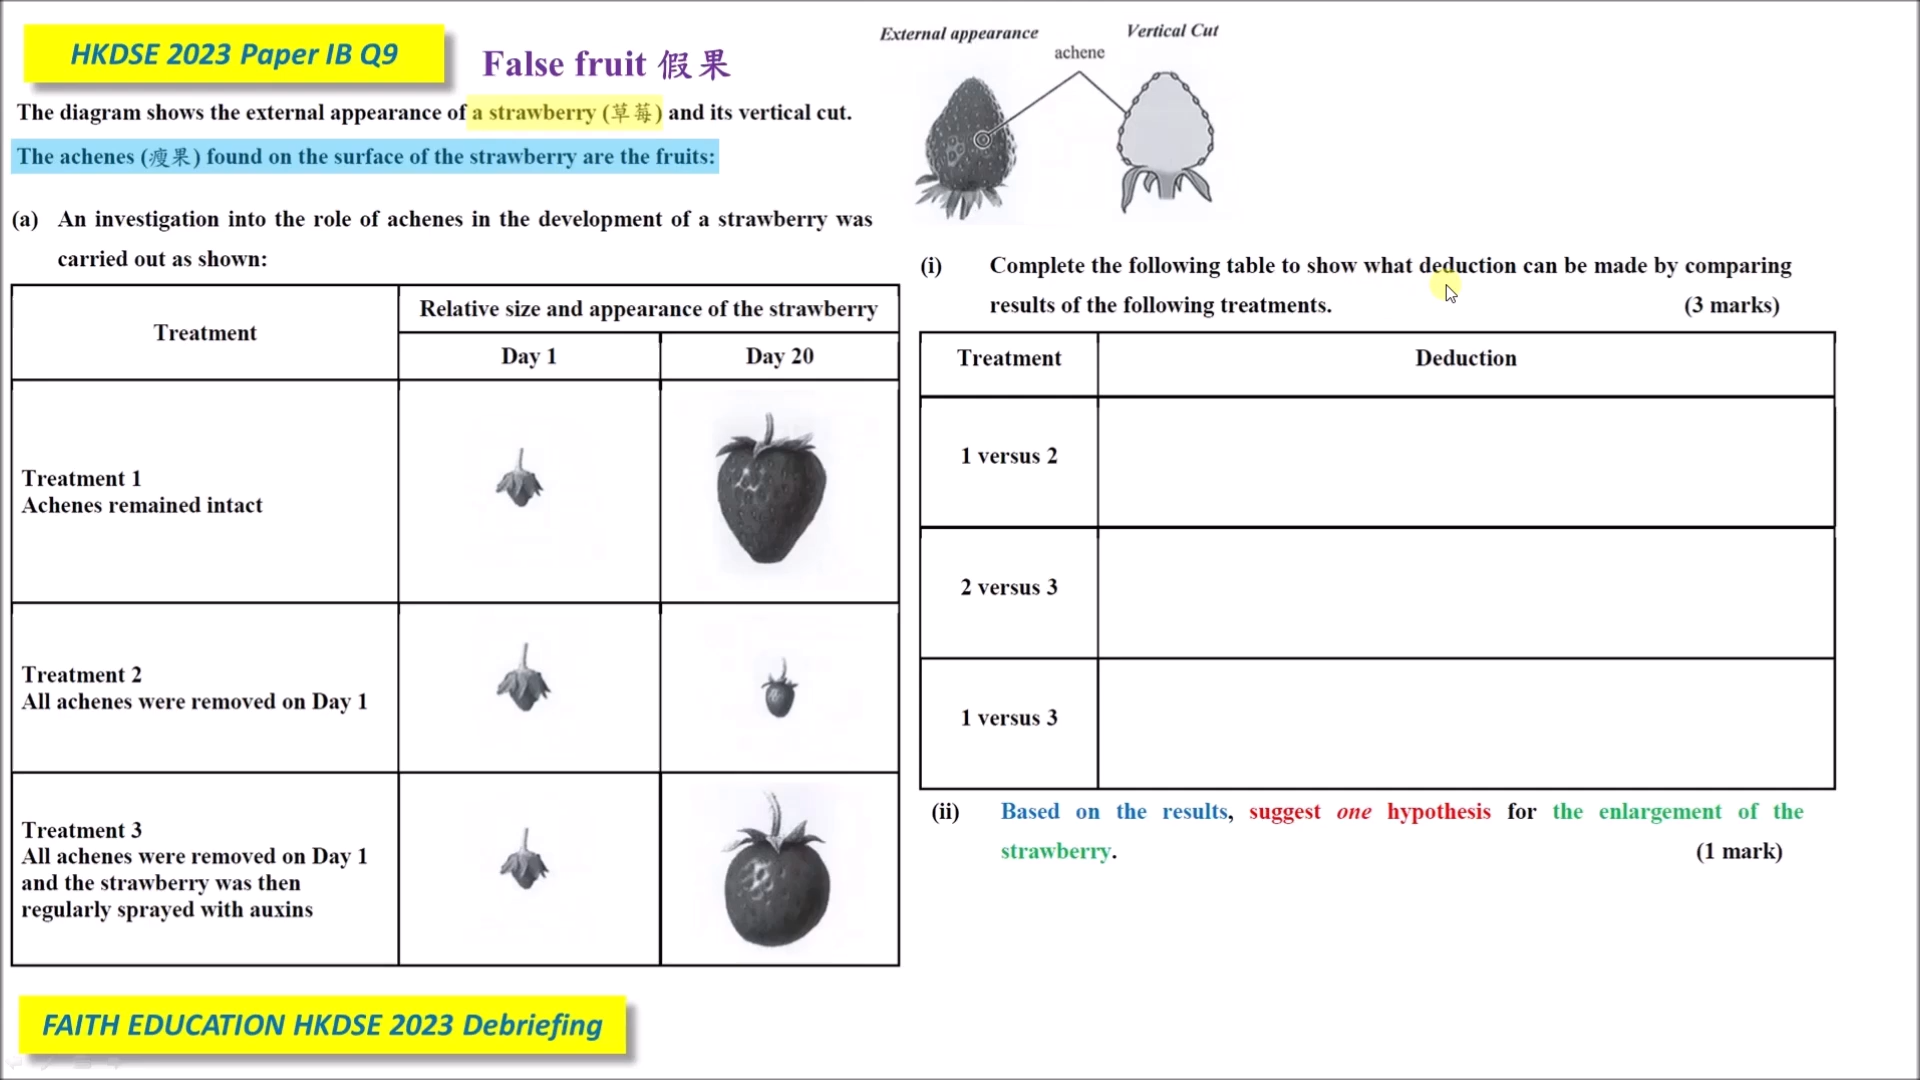 HKDSE 2023 Paper IB Q9
False fruit 假果
The diagram shows the external appearance of a strawberry (草莓) and its vertical cut.
The achenes (瘦果) found on the surface of the strawberry are the fruits:
External appearance
Vertical Cut
achene
(a) An investigation into the role of achenes in the development of a strawberry was
carried out as shown:
Treatment
Relative size and appearance of the strawberry
Day 1
Day 20
Treatment 1
Achenes remained intact
Treatment 2
All achenes were removed on Day 1
Treatment 3
All achenes were removed on Day 1
and the strawberry was then
regularly sprayed with auxins
(i) Complete the following table to show what deduction can be made by comparing
results of the following treatments. (3 marks)
Treatment
Deduction
1 versus 2
2 versus 3
1 versus 3
(ii) Based on the results, suggest one hypothesis for the enlargement of the
strawberry. (1 mark)
FAITH EDUCATION HKDSE 2023 Debriefing